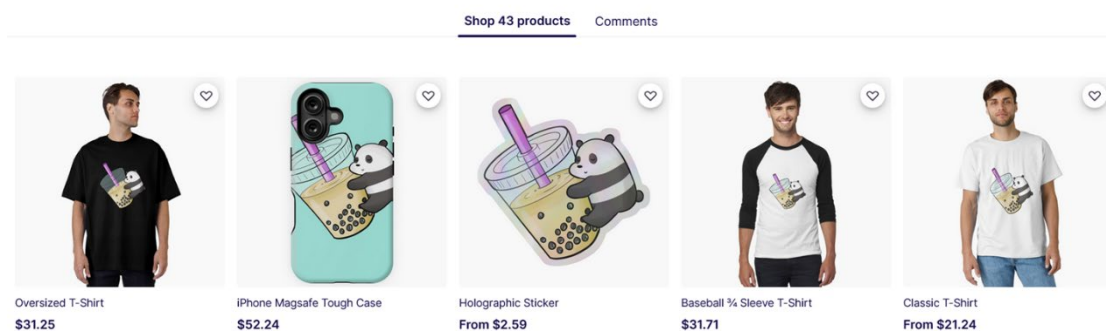 Shop 43 products
Comments
Oversized T-Shirt
$31.25
iPhone Magsafe Tough Case
$52.24
Holographic Sticker
From $2.59
Baseball ¾ Sleeve T-Shirt
$31.71
Classic T-Shirt
From $21.24